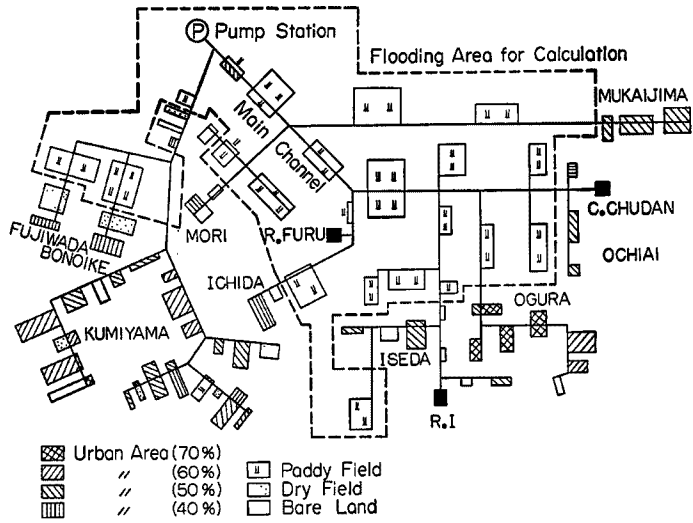 P Pump Station
Flooding Area for Calculation
MUKAIJIMA
Main Channel
C.CHUDAN
FUJIWADA
BONOIKE
MORI
R.FURU
OCHIAI
ICHIDA
OGURA
KUMIYAMA
ISEDA
R.I
Urban Area (70%)
〃 (60%)
〃 (50%)
〃 (40%)
Paddy Field
Dry Field
Bare Land